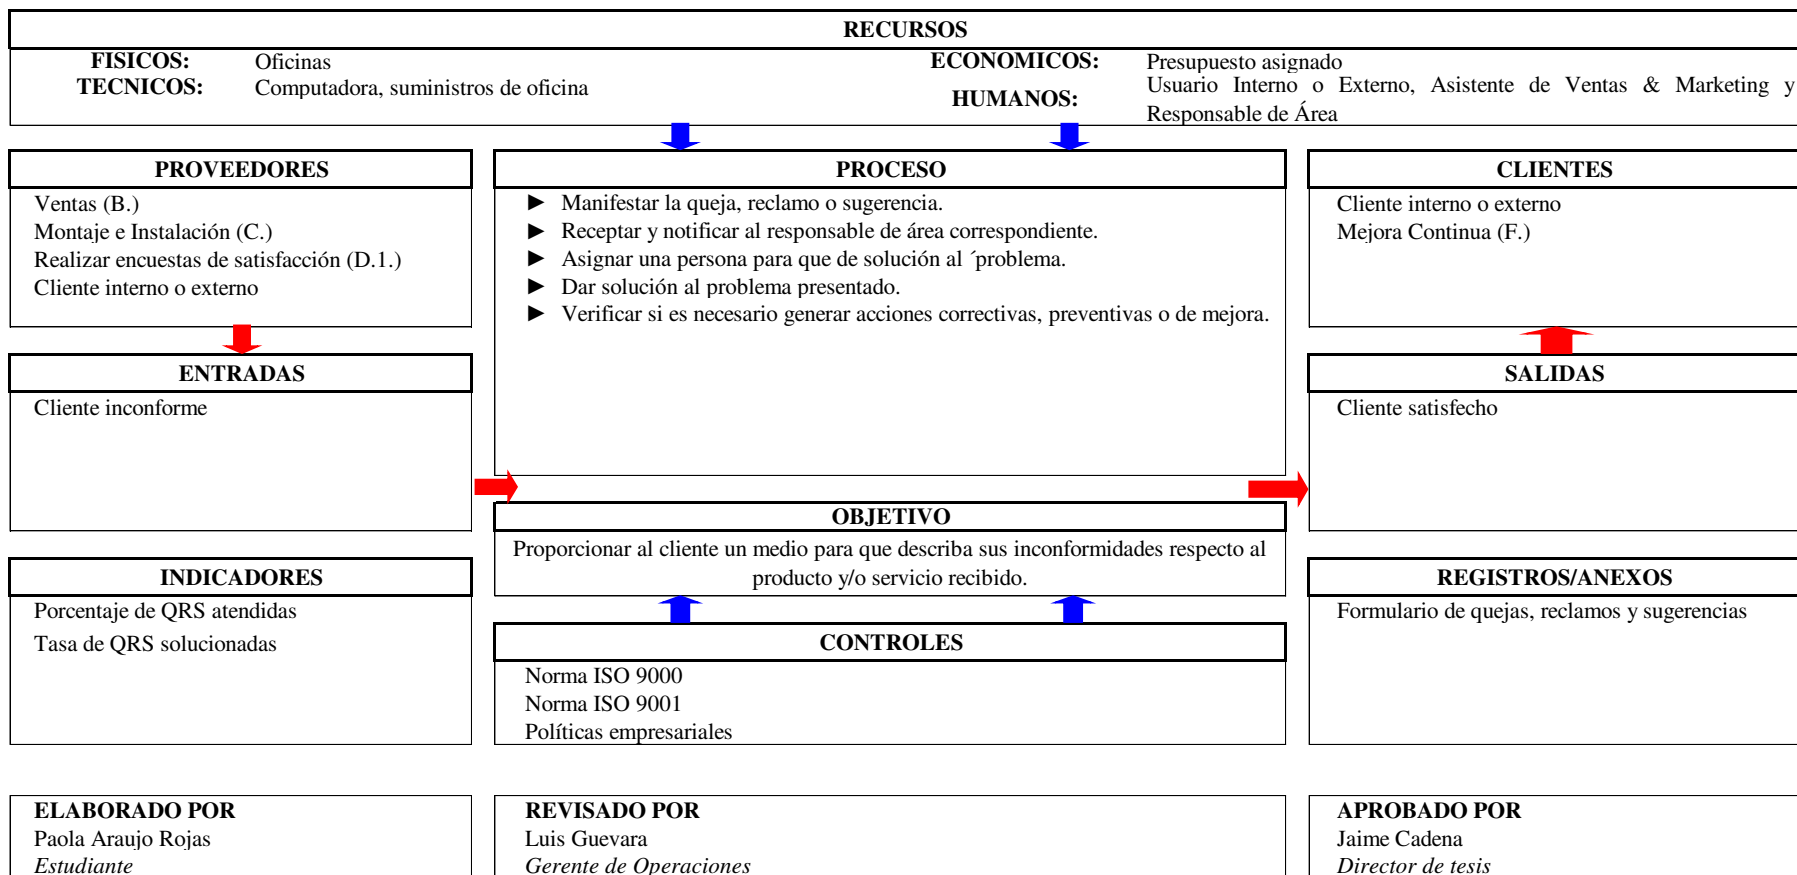 RECURSOS
FISICOS: Oficinas
TECNICOS: Computadora, suministros de oficina
ECONOMICOS: Presupuesto asignado
HUMANOS: Usuario Interno o Externo, Asistente de Ventas & Marketing y
Responsable de Área
PROVEEDORES
Ventas (B.)
Montaje e Instalación (C.)
Realizar encuestas de satisfacción (D.1.)
Cliente interno o externo
PROCESO
► Manifestar la queja, reclamo o sugerencia.
► Receptar y notificar al responsable de área correspondiente.
► Asignar una persona para que de solución al ´problema.
► Dar solución al problema presentado.
► Verificar si es necesario generar acciones correctivas, preventivas o de mejora.
CLIENTES
Cliente interno o externo
Mejora Continua (F.)
ENTRADAS
Cliente inconforme
SALIDAS
Cliente satisfecho
OBJETIVO
Proporcionar al cliente un medio para que describa sus inconformidades respecto al
producto y/o servicio recibido.
INDICADORES
Porcentaje de QRS atendidas
Tasa de QRS solucionadas
CONTROLES
Norma ISO 9000
Norma ISO 9001
Políticas empresariales
REGISTROS/ANEXOS
Formulario de quejas, reclamos y sugerencias
ELABORADO POR
Paola Araujo Rojas
Estudiante
REVISADO POR
Luis Guevara
Gerente de Operaciones
APROBADO POR
Jaime Cadena
Director de tesis